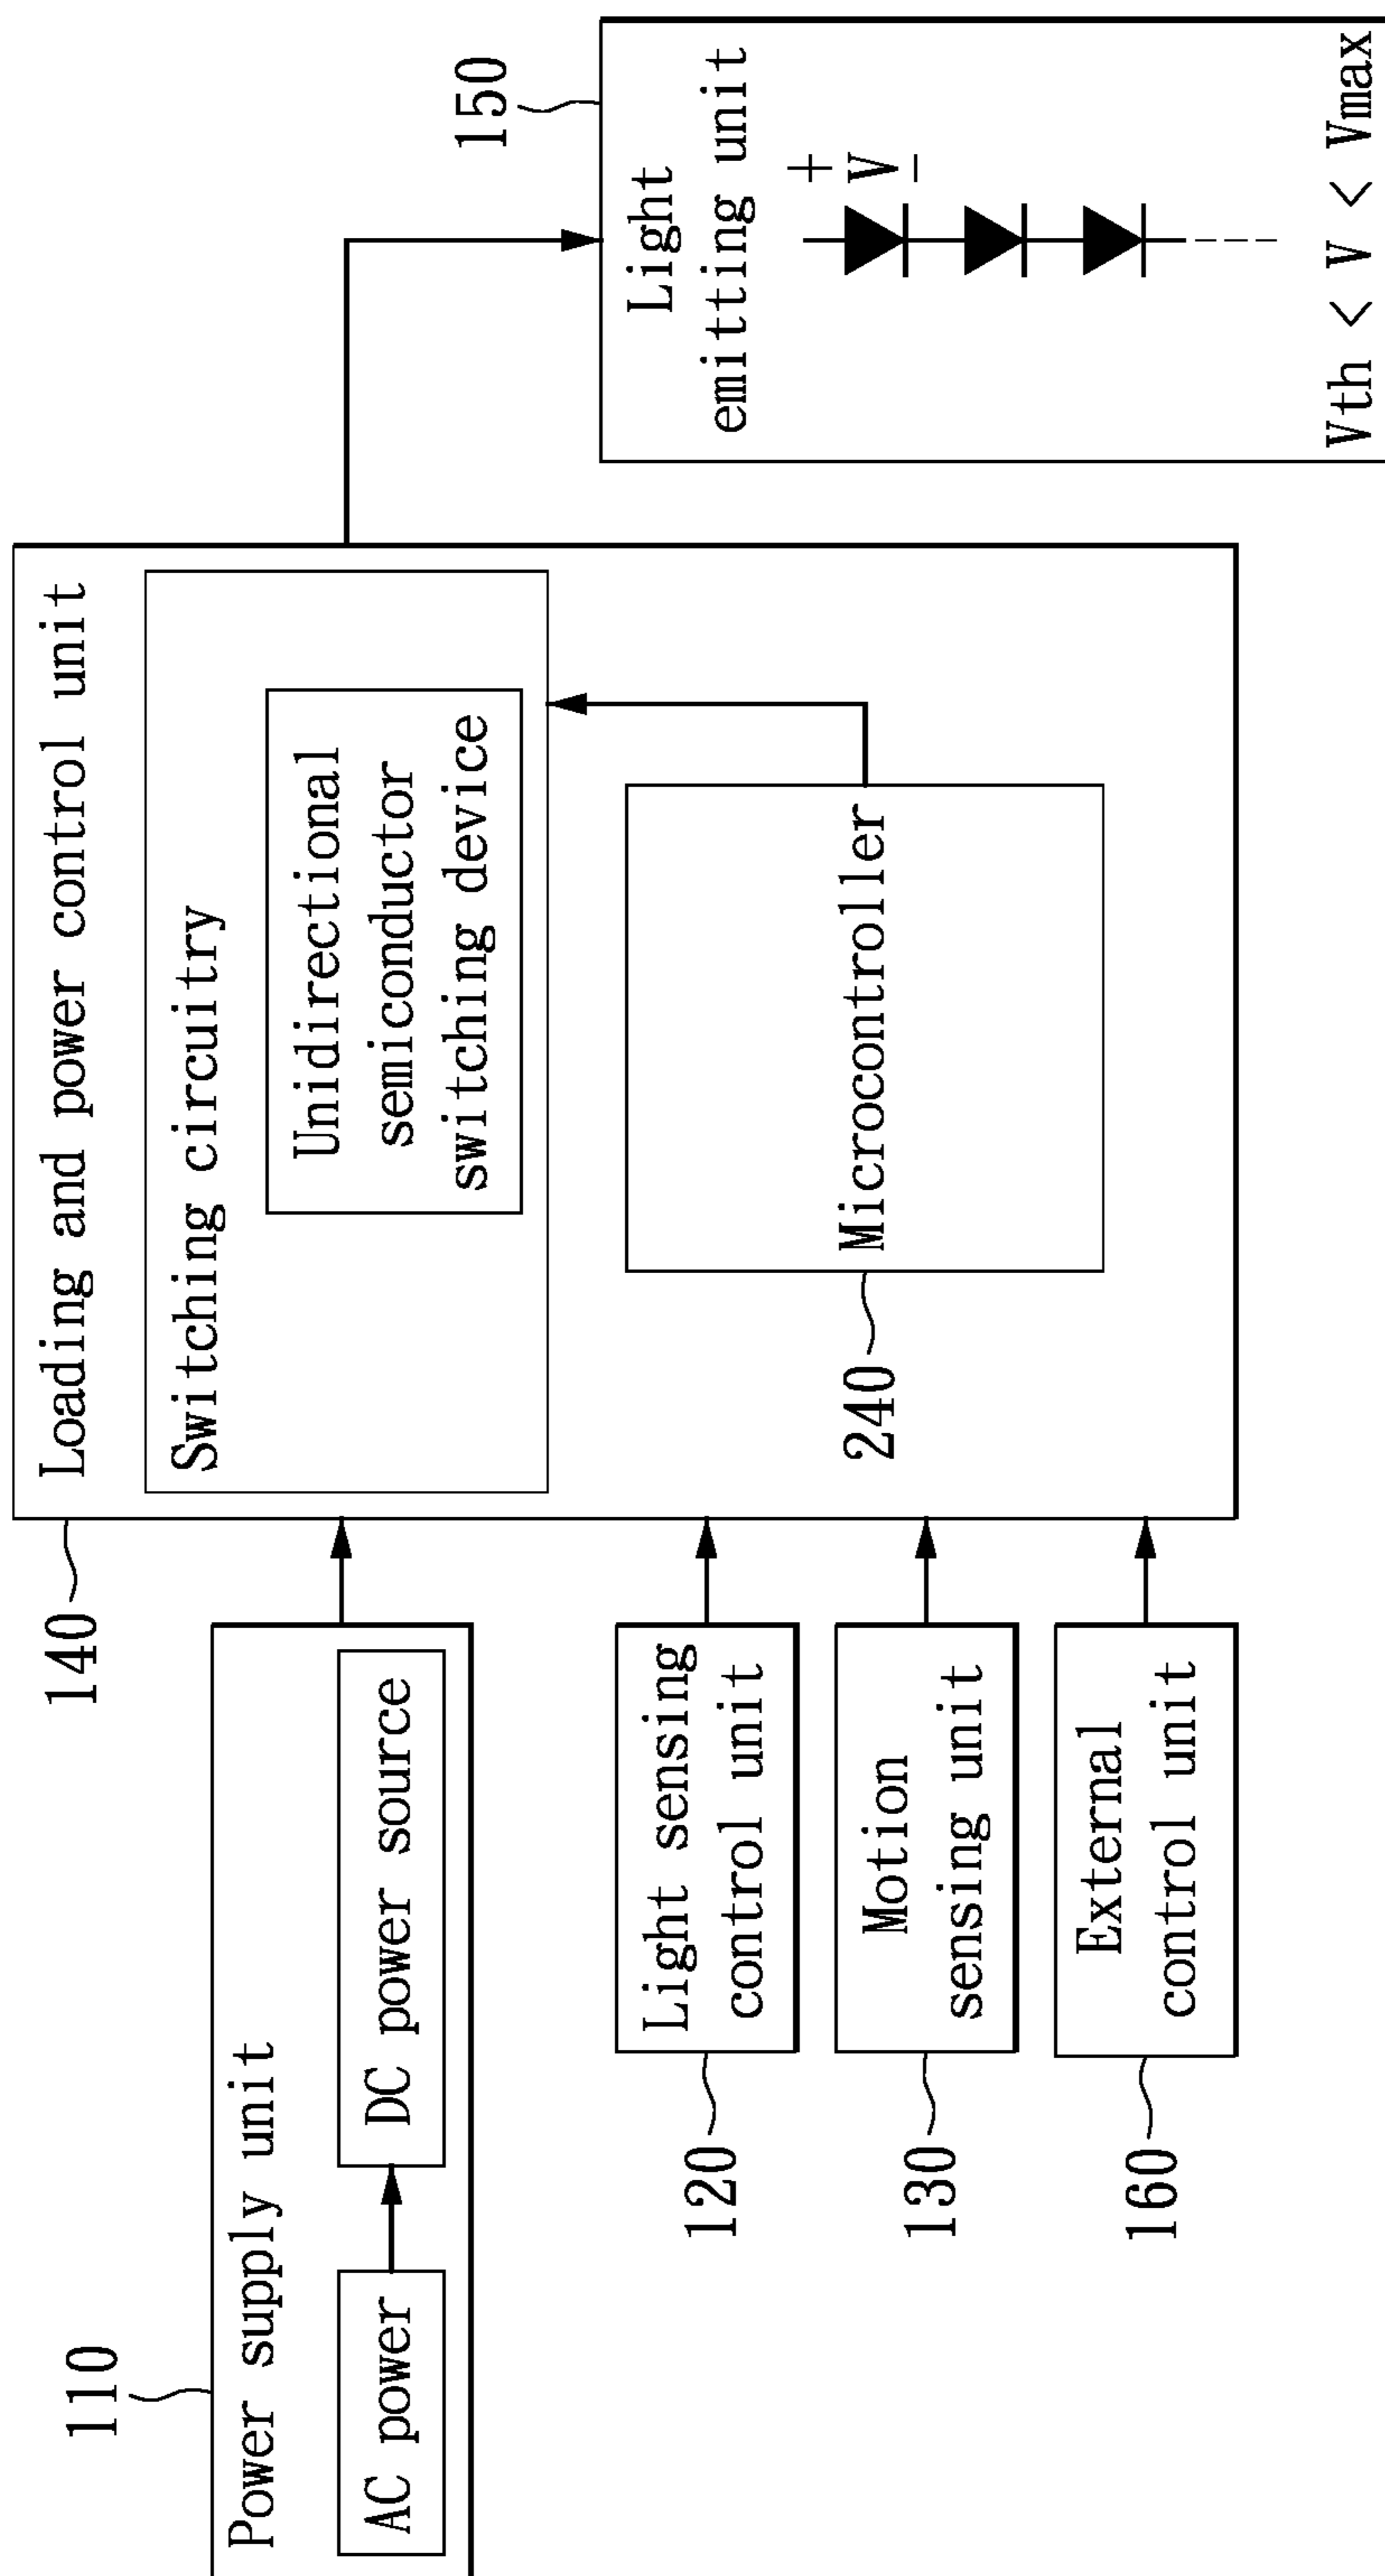 110
Power supply unit
AC power
DC power source
120
Light sensing
control unit
130
Motion
sensing unit
160
External
control unit
140
Loading and power control unit
Switching circuitry
Unidirectional
semiconductor
switching device
240
Microcontroller
150
Light
emitting unit
+
V
−
Vth < V < Vmax